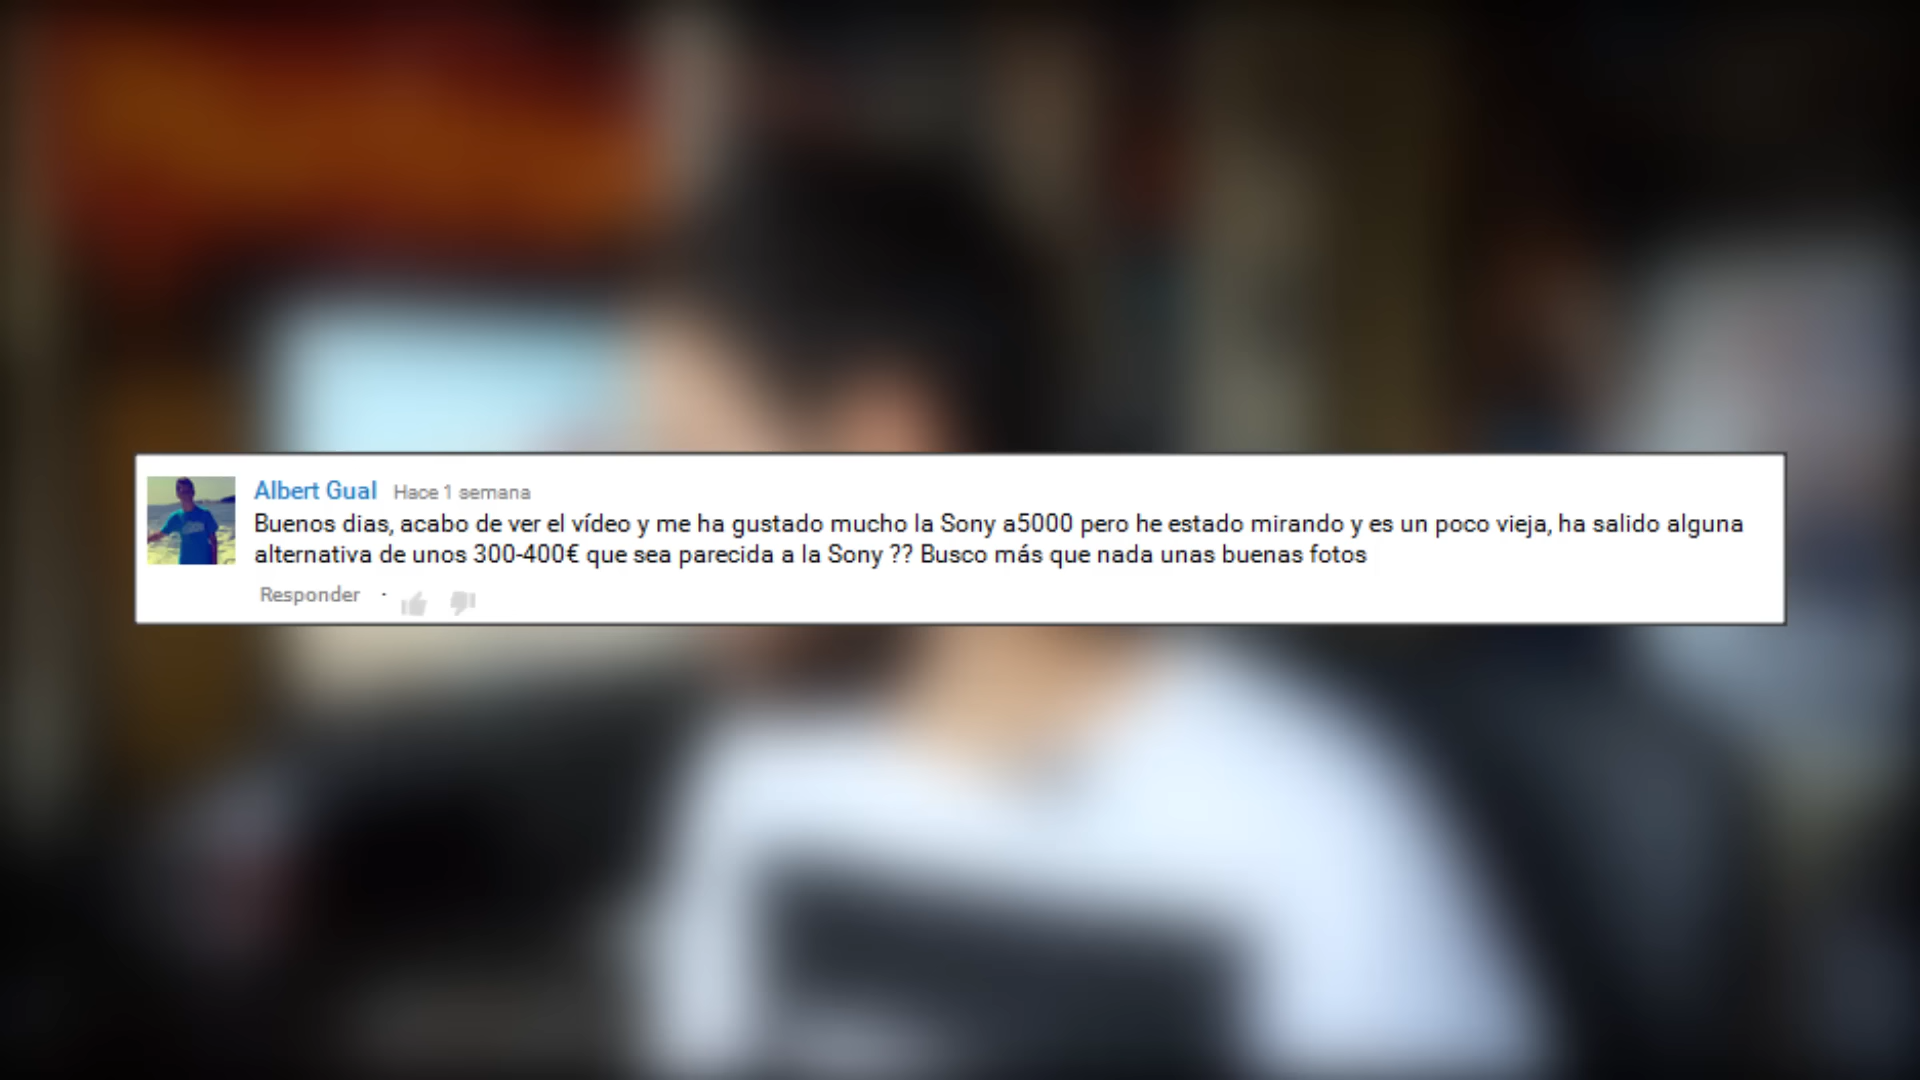 Albert Gual Hace 1 semana
Buenos dias, acabo de ver el vídeo y me ha gustado mucho la Sony a5000 pero he estado mirando y es un poco vieja, ha salido alguna
alternativa de unos 300-400€ que sea parecida a la Sony ?? Busco más que nada unas buenas fotos
Responder ·